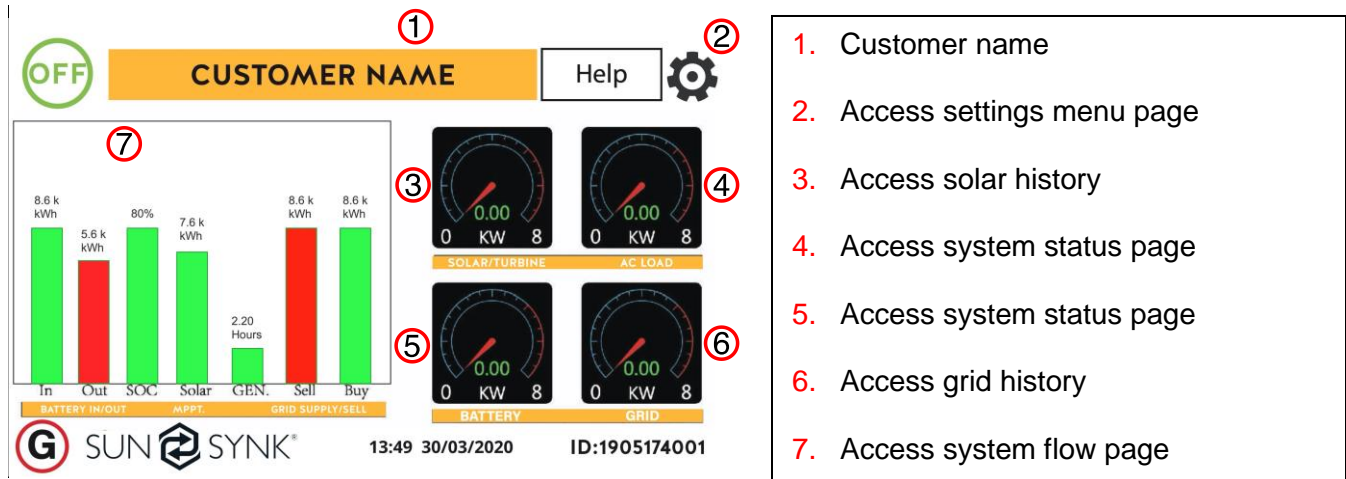 ①
②
OFF
CUSTOMER NAME
Help
⑦
8.6 k
kWh
5.6 k
kWh
80%
7.6 k
kWh
2.20
Hours
8.6 k
kWh
8.6 k
kWh
In Out SOC Solar GEN. Sell Buy
BATTERY IN/OUT MPPT. GRID SUPPLY/SELL
③
④
0.00
0 KW 8
0.00
0 KW 8
SOLAR/TURBINE AC LOAD
⑤
⑥
0.00
0 KW 8
0.00
0 KW 8
BATTERY GRID
G SUN SYNK®
13:49 30/03/2020 ID:1905174001
1. Customer name
2. Access settings menu page
3. Access solar history
4. Access system status page
5. Access system status page
6. Access grid history
7. Access system flow page